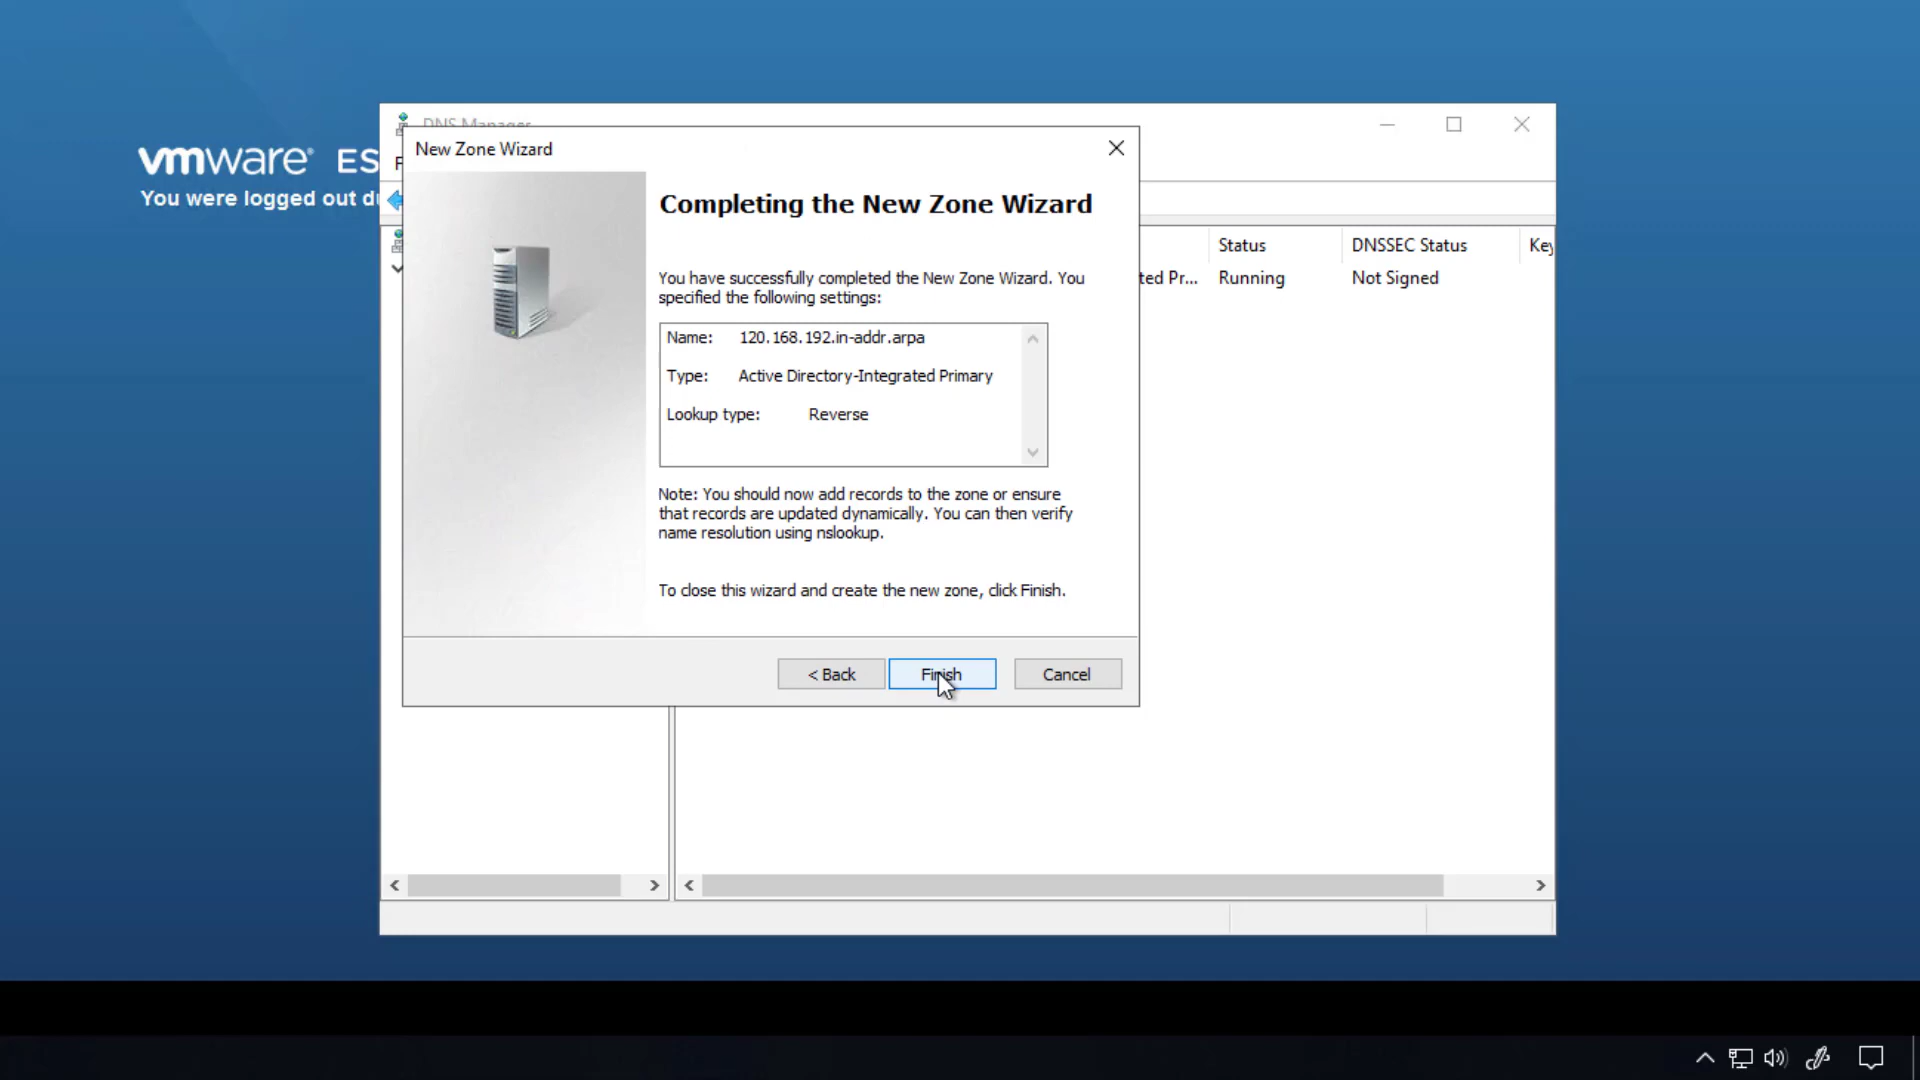 DNS Manager
New Zone Wizard
vmware® ES
You were logged out d
Completing the New Zone Wizard
You have successfully completed the New Zone Wizard. You
specified the following settings:
Name: 120.168.192.in-addr.arpa
Type: Active Directory-Integrated Primary
Lookup type: Reverse
Note: You should now add records to the zone or ensure
that records are updated dynamically. You can then verify
name resolution using nslookup.
To close this wizard and create the new zone, click Finish.
< Back Finish Cancel
Status DNSSEC Status Key
ted Pr... Running Not Signed